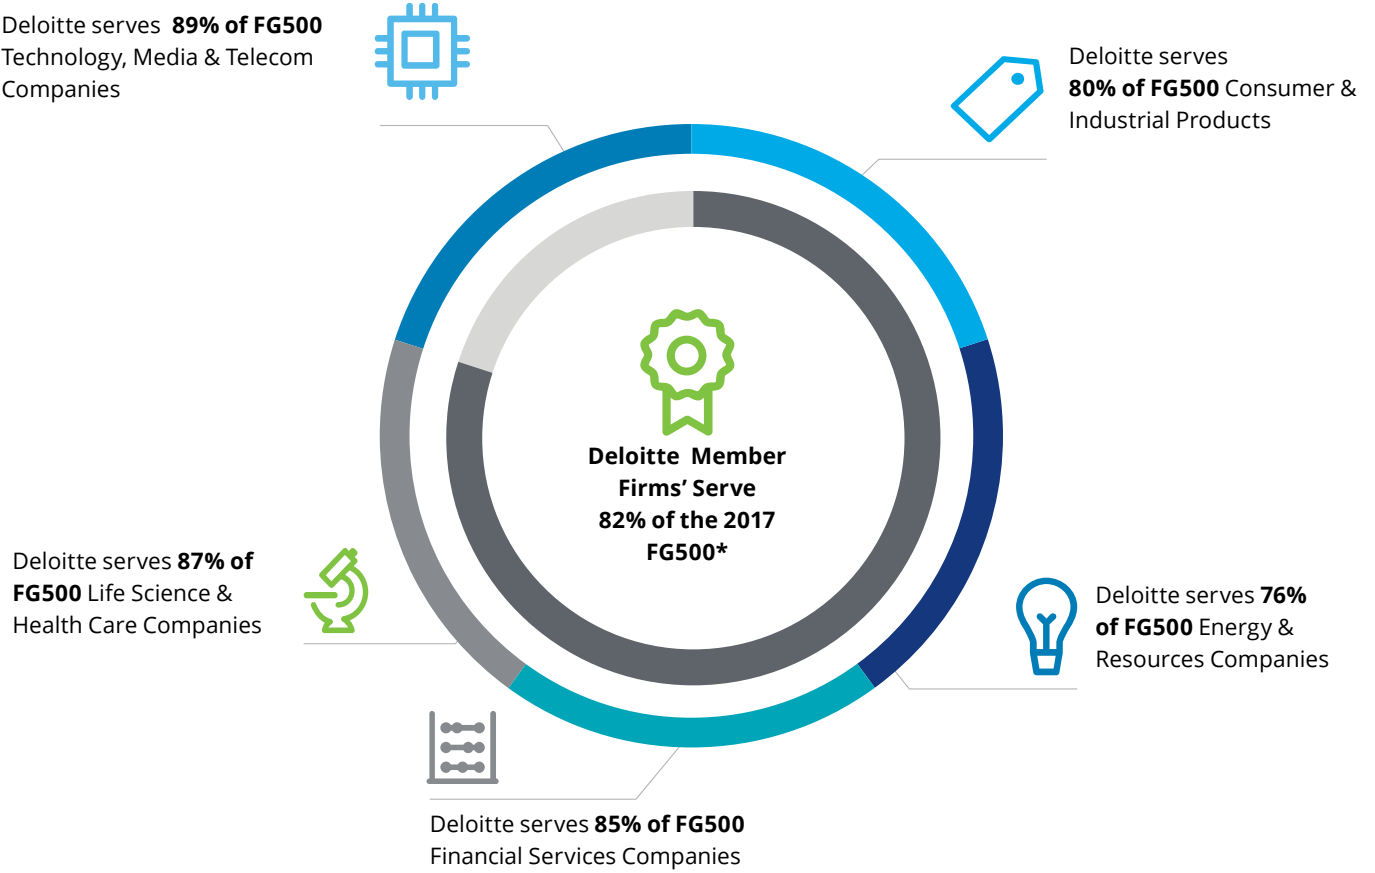 Deloitte serves 89% of FG500
Technology, Media & Telecom
Companies
Deloitte serves
80% of FG500 Consumer &
Industrial Products
Deloitte Member
Firms’ Serve
82% of the 2017
FG500*
Deloitte serves 87% of
FG500 Life Science &
Health Care Companies
Deloitte serves 76%
of FG500 Energy &
Resources Companies
Deloitte serves 85% of FG500
Financial Services Companies